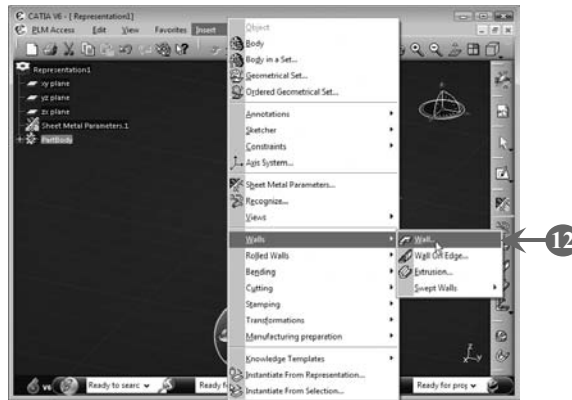 CATIA V6 - [ Representation1]
PLM Access Edit View Favorites Insert
Representation1
xy plane
yz plane
zx plane
Sheet Metal Parameters.1
PartBody
Object
Body
Body in a Set...
Geometrical Set...
Ordered Geometrical Set...
Annotations
Sketcher
Constraints
Axis System...
Sheet Metal Parameters...
Recognize...
Views
Walls
Rolled Walls
Bending
Cutting
Stamping
Transformations
Manufacturing preparation
Knowledge Templates
Instantiate From Representation...
Instantiate From Selection...
Wall...
Wall On Edge...
Extrusion...
Swept Walls
12
z
x y
V6 Ready to searc Ready f Ready for proj